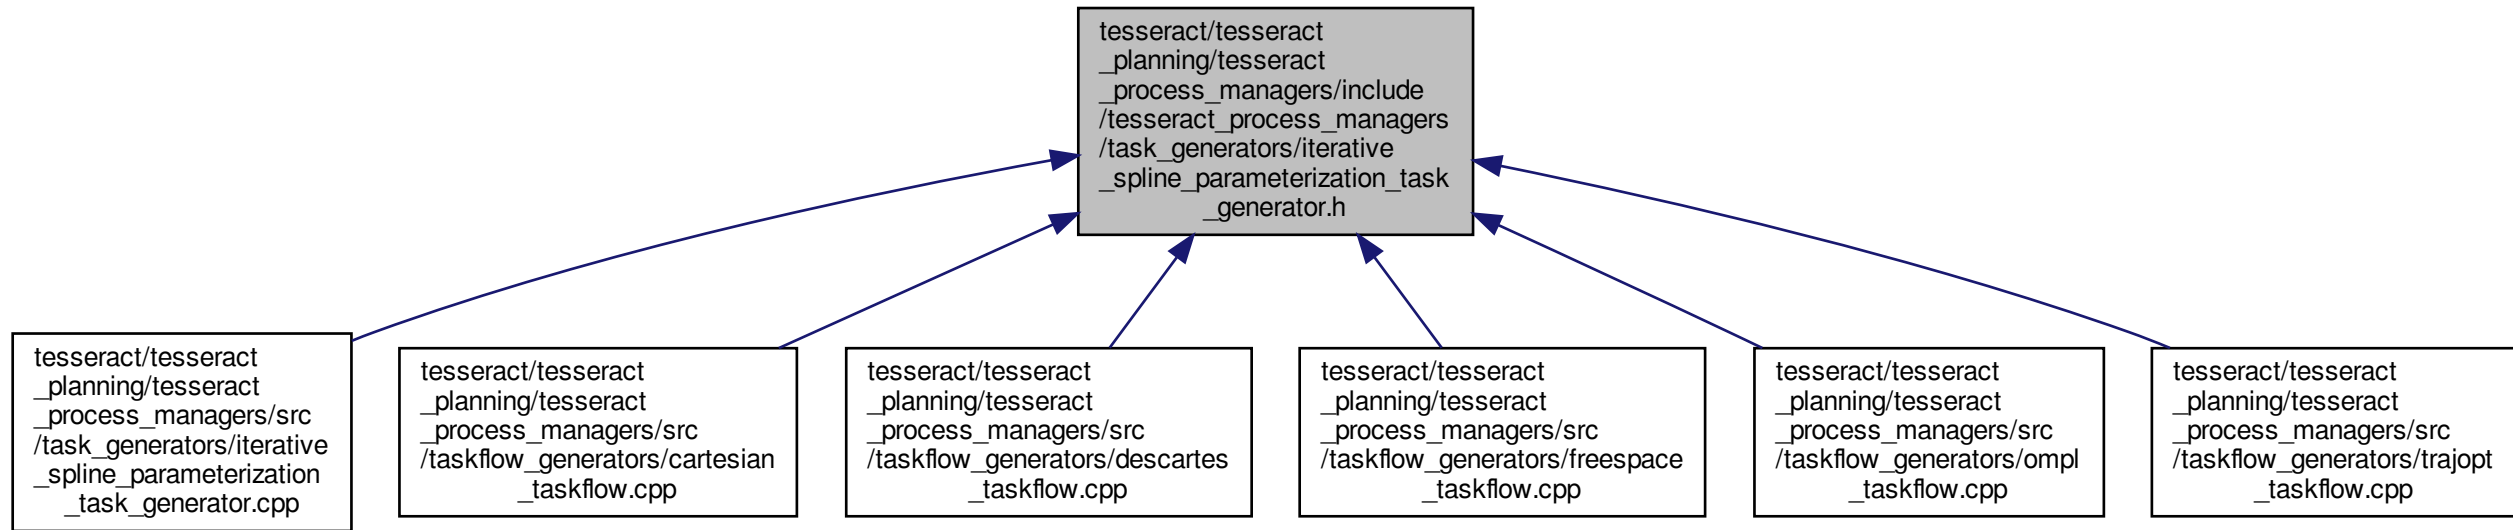 tesseract/tesseract
_planning/tesseract
_process_managers/include
/tesseract_process_managers
/task_generators/iterative
_spline_parameterization_task
_generator.h
tesseract/tesseract
_planning/tesseract
_process_managers/src
/task_generators/iterative
_spline_parameterization
_task_generator.cpp
tesseract/tesseract
_planning/tesseract
_process_managers/src
/taskflow_generators/cartesian
_taskflow.cpp
tesseract/tesseract
_planning/tesseract
_process_managers/src
/taskflow_generators/descartes
_taskflow.cpp
tesseract/tesseract
_planning/tesseract
_process_managers/src
/taskflow_generators/freespace
_taskflow.cpp
tesseract/tesseract
_planning/tesseract
_process_managers/src
/taskflow_generators/ompl
_taskflow.cpp
tesseract/tesseract
_planning/tesseract
_process_managers/src
/taskflow_generators/trajopt
_taskflow.cpp